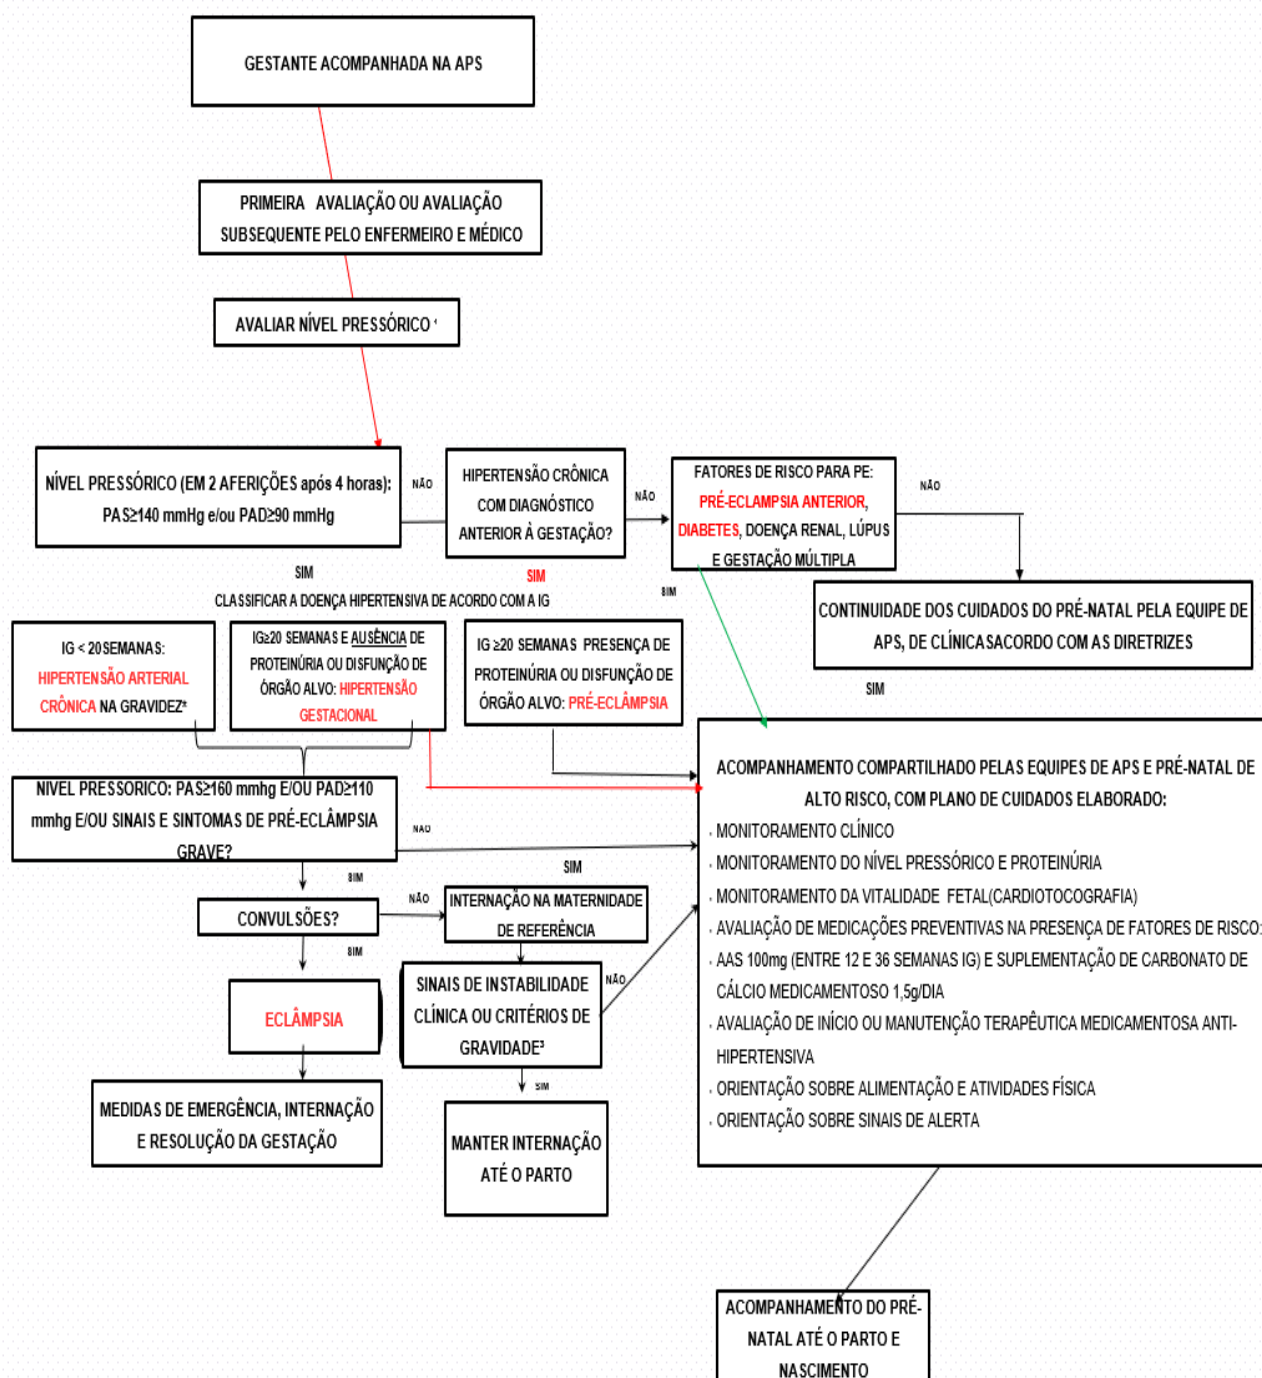 GESTANTE ACOMPANHADA NA APS
PRIMEIRA AVALIAÇÃO OU AVALIAÇÃO
SUBSEQUENTE PELO ENFERMEIRO E MÉDICO
AVALIAR NÍVEL PRESSÓRICO ¹
NÍVEL PRESSÓRICO (EM 2 AFERIÇÕES após 4 horas):
PAS≥140 mmHg e/ou PAD≥90 mmHg
NÃO
HIPERTENSÃO CRÔNICA
COM DIAGNÓSTICO
ANTERIOR À GESTAÇÃO?
NÃO
FATORES DE RISCO PARA PE:
PRÉ-ECLAMPSIA ANTERIOR,
DIABETES, DOENÇA RENAL, LÚPUS
E GESTAÇÃO MÚLTIPLA
NÃO
SIM
SIM
SIM
CLASSIFICAR A DOENÇA HIPERTENSIVA DE ACORDO COM A IG
CONTINUIDADE DOS CUIDADOS DO PRÉ-NATAL PELA EQUIPE DE
APS, DE CLÍNICASACORDO COM AS DIRETRIZES
IG < 20SEMANAS:
HIPERTENSÃO ARTERIAL
CRÔNICA NA GRAVIDEZ*
IG≥20 SEMANAS E AUSÊNCIA DE
PROTEINÚRIA OU DISFUNÇÃO DE
ÓRGÃO ALVO: HIPERTENSÃO
GESTACIONAL
IG ≥20 SEMANAS PRESENÇA DE
PROTEINÚRIA OU DISFUNÇÃO DE
ÓRGÃO ALVO: PRÉ-ECLÂMPSIA
SIM
NIVEL PRESSORICO: PAS≥160 mmhg E/OU PAD≥110
mmhg E/OU SINAIS E SINTOMAS DE PRÉ-ECLÂMPSIA
GRAVE?
NAO
SIM
SIM
CONVULSÕES?
NÃO
INTERNAÇÃO NA MATERNIDADE
DE REFERÊNCIA
SIM
ECLÂMPSIA
SINAIS DE INSTABILIDADE
CLÍNICA OU CRITÉRIOS DE
GRAVIDADE³
NÃO
SIM
MEDIDAS DE EMERGÊNCIA, INTERNAÇÃO
E RESOLUÇÃO DA GESTAÇÃO
MANTER INTERNAÇÃO
ATÉ O PARTO
ACOMPANHAMENTO COMPARTILHADO PELAS EQUIPES DE APS E PRÉ-NATAL DE
ALTO RISCO, COM PLANO DE CUIDADOS ELABORADO:
· MONITORAMENTO CLÍNICO
· MONITORAMENTO DO NÍVEL PRESSÓRICO E PROTEINÚRIA
· MONITORAMENTO DA VITALIDADE FETAL(CARDIOTOCOGRAFIA)
· AVALIAÇÃO DE MEDICAÇÕES PREVENTIVAS NA PRESENÇA DE FATORES DE RISCO:
· AAS 100mg (ENTRE 12 E 36 SEMANAS IG) E SUPLEMENTAÇÃO DE CARBONATO DE
CÁLCIO MEDICAMENTOSO 1,5g/DIA
· AVALIAÇÃO DE INÍCIO OU MANUTENÇÃO TERAPÊUTICA MEDICAMENTOSA ANTI-
HIPERTENSIVA
· ORIENTAÇÃO SOBRE ALIMENTAÇÃO E ATIVIDADES FÍSICA
· ORIENTAÇÃO SOBRE SINAIS DE ALERTA
ACOMPANHAMENTO DO PRÉ-
NATAL ATÉ O PARTO E
NASCIMENTO